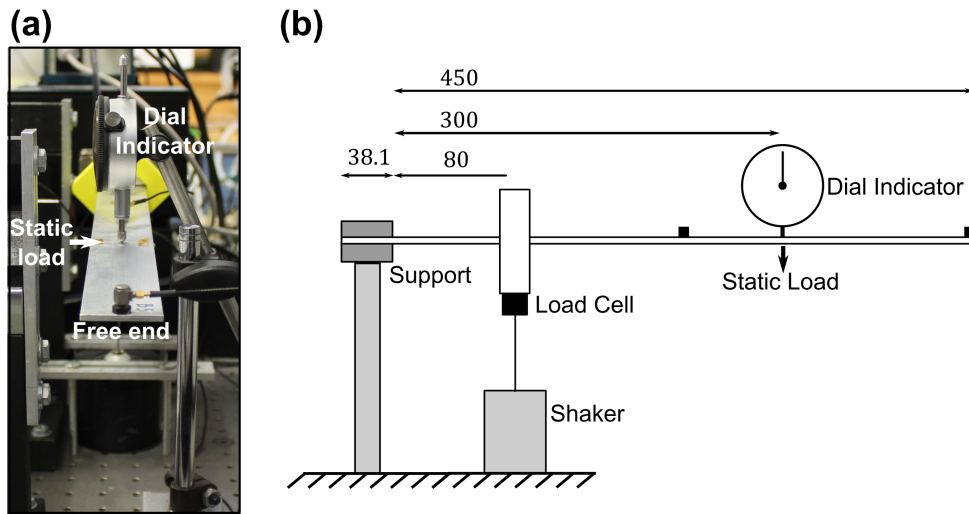 (a)
Dial
Indicator
Static
load
Free end
(b)
450
300
38.1
80
Dial Indicator
Support
Static Load
Load Cell
Shaker